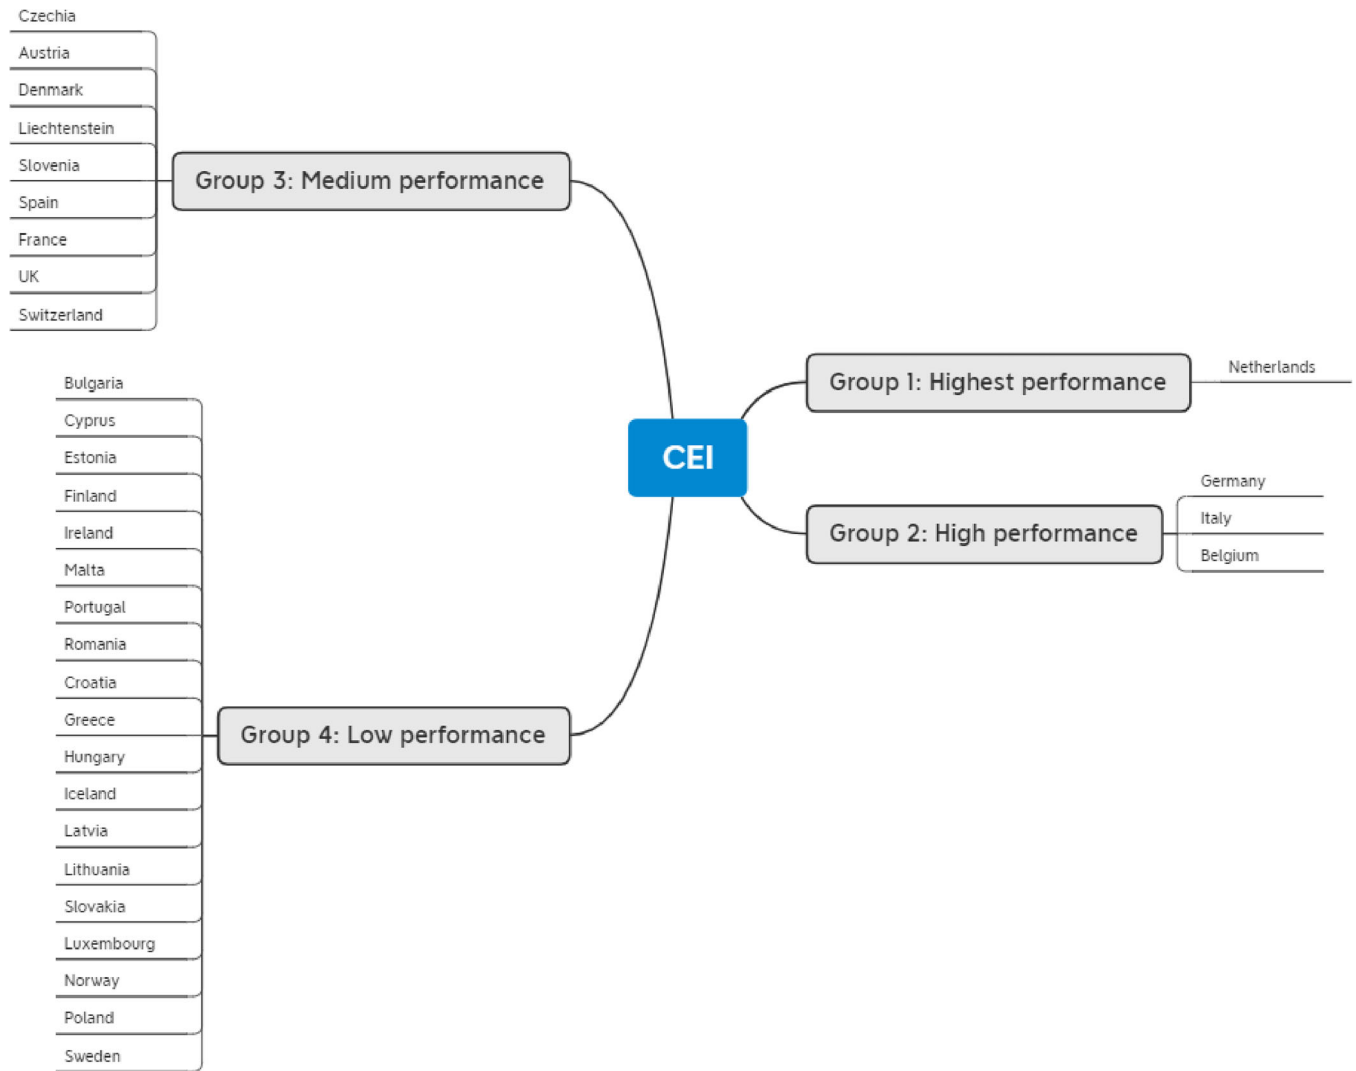 Czechia
Austria
Denmark
Liechtenstein
Slovenia
Spain
France
UK
Switzerland
Group 3: Medium performance
Bulgaria
Cyprus
Estonia
Finland
Ireland
Malta
Portugal
Romania
Croatia
Greece
Hungary
Iceland
Latvia
Lithuania
Slovakia
Luxembourg
Norway
Poland
Sweden
Group 4: Low performance
CEI
Group 1: Highest performance
Netherlands
Group 2: High performance
Germany
Italy
Belgium